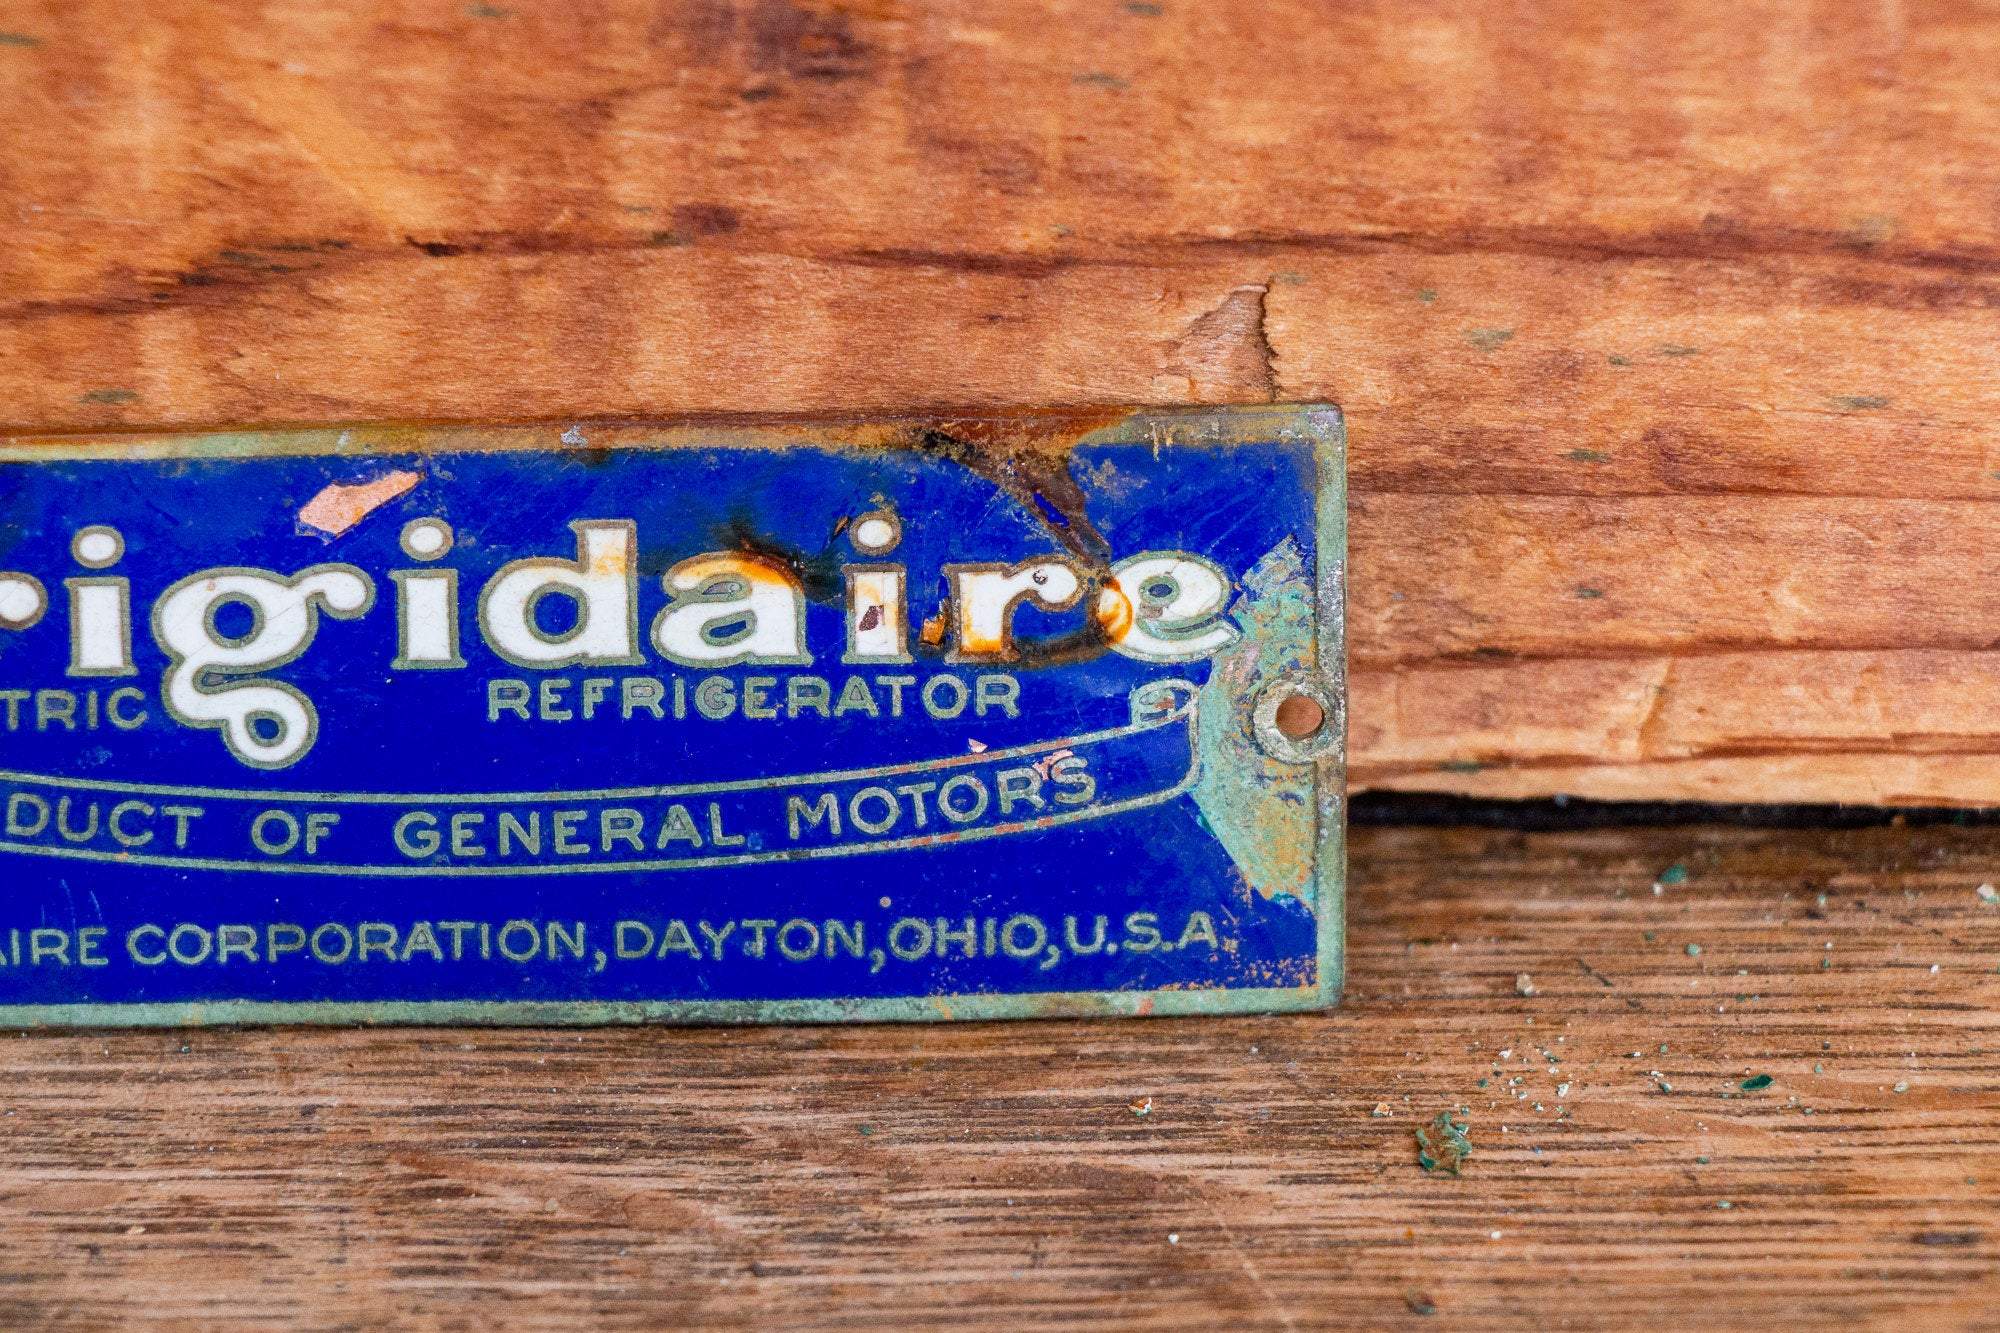 rigidaire
TRIC REFRIGERATOR
DUCT OF GENERAL MOTORS
AIRE CORPORATION, DAYTON, OHIO, U.S.A.